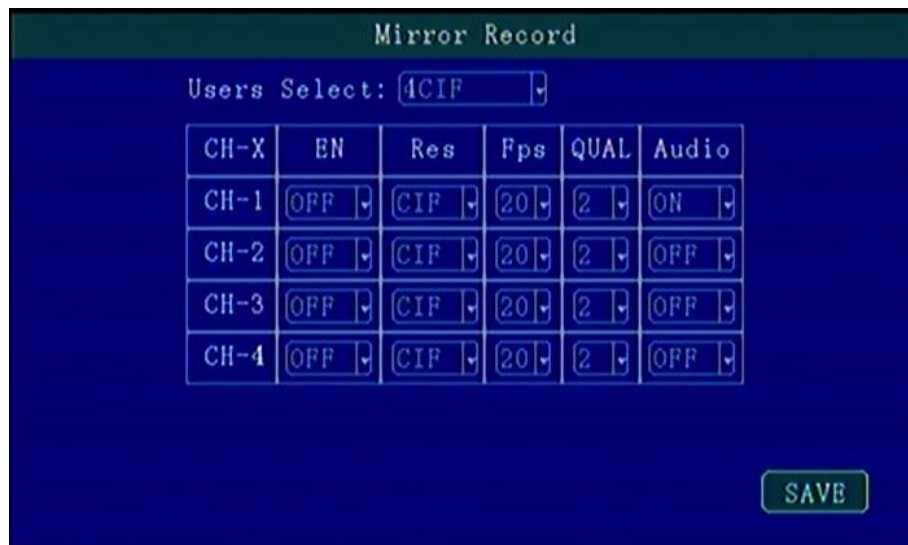 Mirror Record
Users Select: 4CIF
CH-X EN Res Fps QUAL Audio
CH-1 OFF CIF 20 2 ON
CH-2 OFF CIF 20 2 OFF
CH-3 OFF CIF 20 2 OFF
CH-4 OFF CIF 20 2 OFF
SAVE